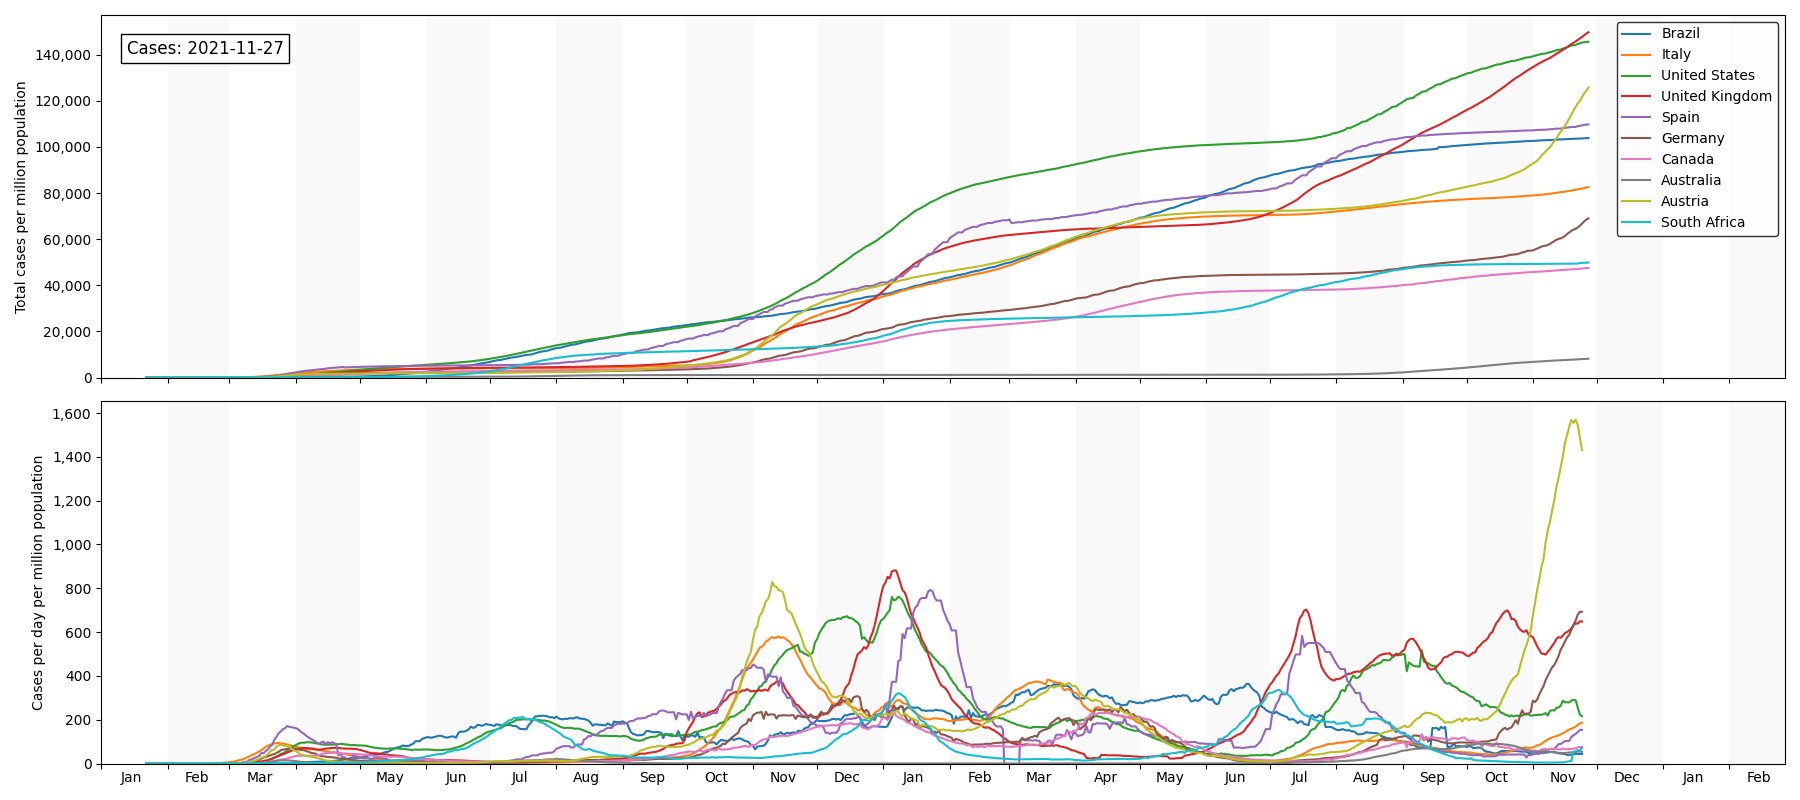 Cases: 2021-11-27
Total cases per million population
140,000
120,000
100,000
80,000
60,000
40,000
20,000
0
Brazil
Italy
United States
United Kingdom
Spain
Germany
Canada
Australia
Austria
South Africa
Cases per day per million population
1,600
1,400
1,200
1,000
800
600
400
200
0
Jan Feb Mar Apr May Jun Jul Aug Sep Oct Nov Dec Jan Feb Mar Apr May Jun Jul Aug Sep Oct Nov Dec Jan Feb